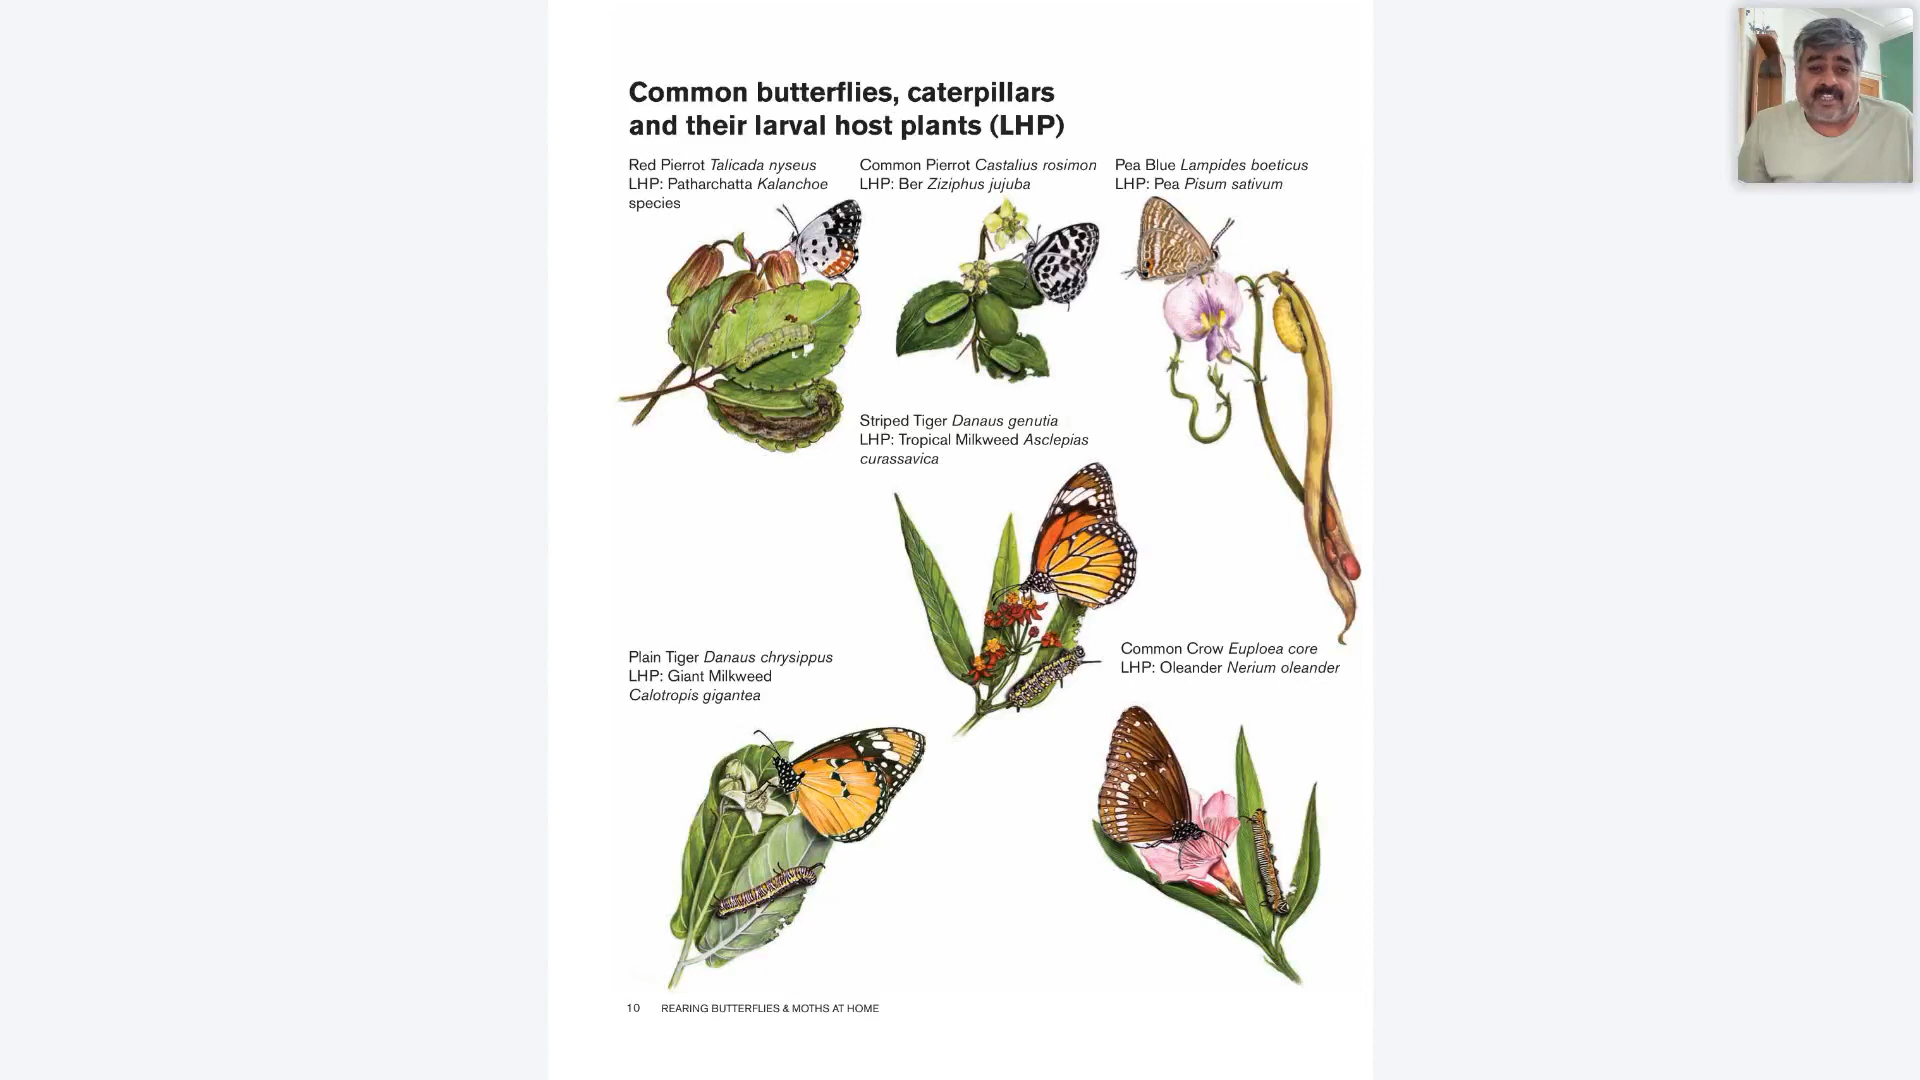 Common butterflies, caterpillars
and their larval host plants (LHP)
Red Pierrot Talicada nyseus
LHP: Patharchatta Kalanchoe
species
Common Pierrot Castalius rosimon
LHP: Ber Ziziphus jujuba
Pea Blue Lampides boeticus
LHP: Pea Pisum sativum
Striped Tiger Danaus genutia
LHP: Tropical Milkweed Asclepias
curassavica
Plain Tiger Danaus chrysippus
LHP: Giant Milkweed
Calotropis gigantea
Common Crow Euploea core
LHP: Oleander Nerium oleander
10 REARING BUTTERFLIES & MOTHS AT HOME